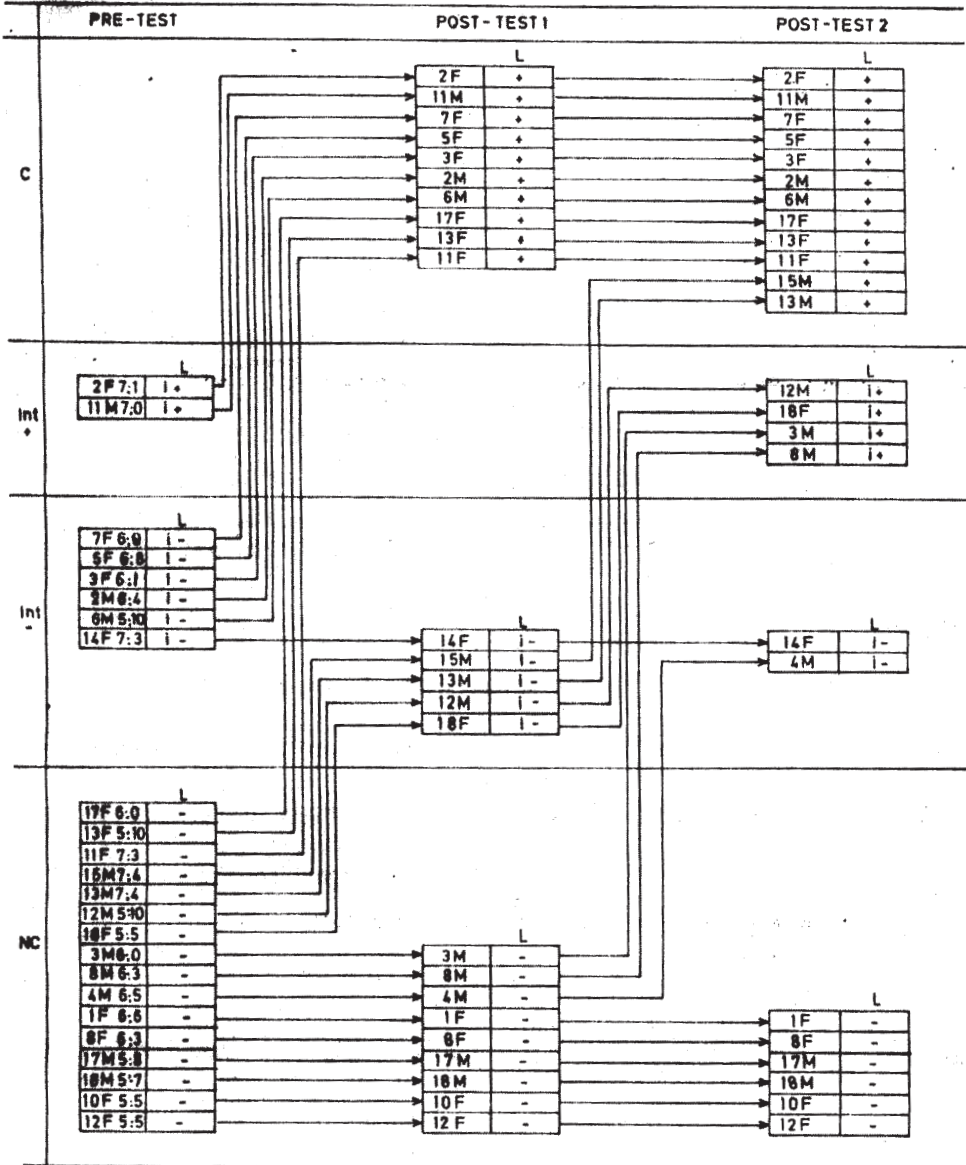 PRE-TEST POST-TEST 1 POST-TEST 2
C
L
2F +
11M +
7F +
5F +
3F +
2M +
6M +
17F +
13F +
11F +
L
2F +
11M +
7F +
5F +
3F +
2M +
6M +
17F +
13F +
11F +
15M +
13M +
Int
+
L
2F 7;1 i+
11M 7;0 i+
L
12M i+
18F i+
3M i+
8M i+
Int
-
L
7F 6;9 i-
5F 6;8 i-
3F 6;1 i-
2M 6;4 i-
6M 5;10 i-
14F 7;3 i-
L
14F i-
15M i-
13M i-
12M i-
18F i-
L
14F i-
4M i-
NC
L
17F 6;0 -
13F 5;10 -
11F 7;3 -
15M 7;4 -
13M 7;4 -
12M 5;10 -
18F 5;5 -
3M 6;0 -
8M 6;3 -
4M 6;5 -
1F 6;6 -
8F 6;3 -
17M 5;8 -
18M 5;7 -
10F 5;5 -
12F 5;5 -
L
3M -
8M -
4M -
1F -
8F -
17M -
18M -
10F -
12F -
L
1F -
8F -
17M -
18M -
10F -
12F -